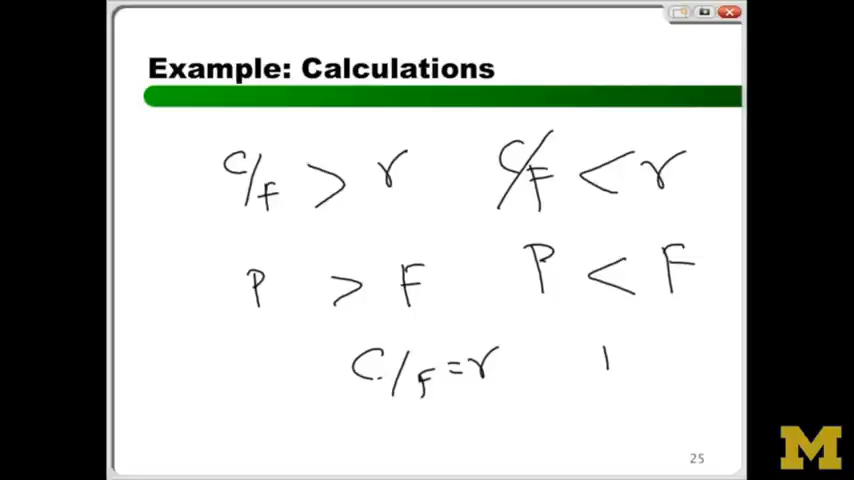 Example: Calculations
C/F > r C/F < r
P > F P < F
C/F = r
25
M